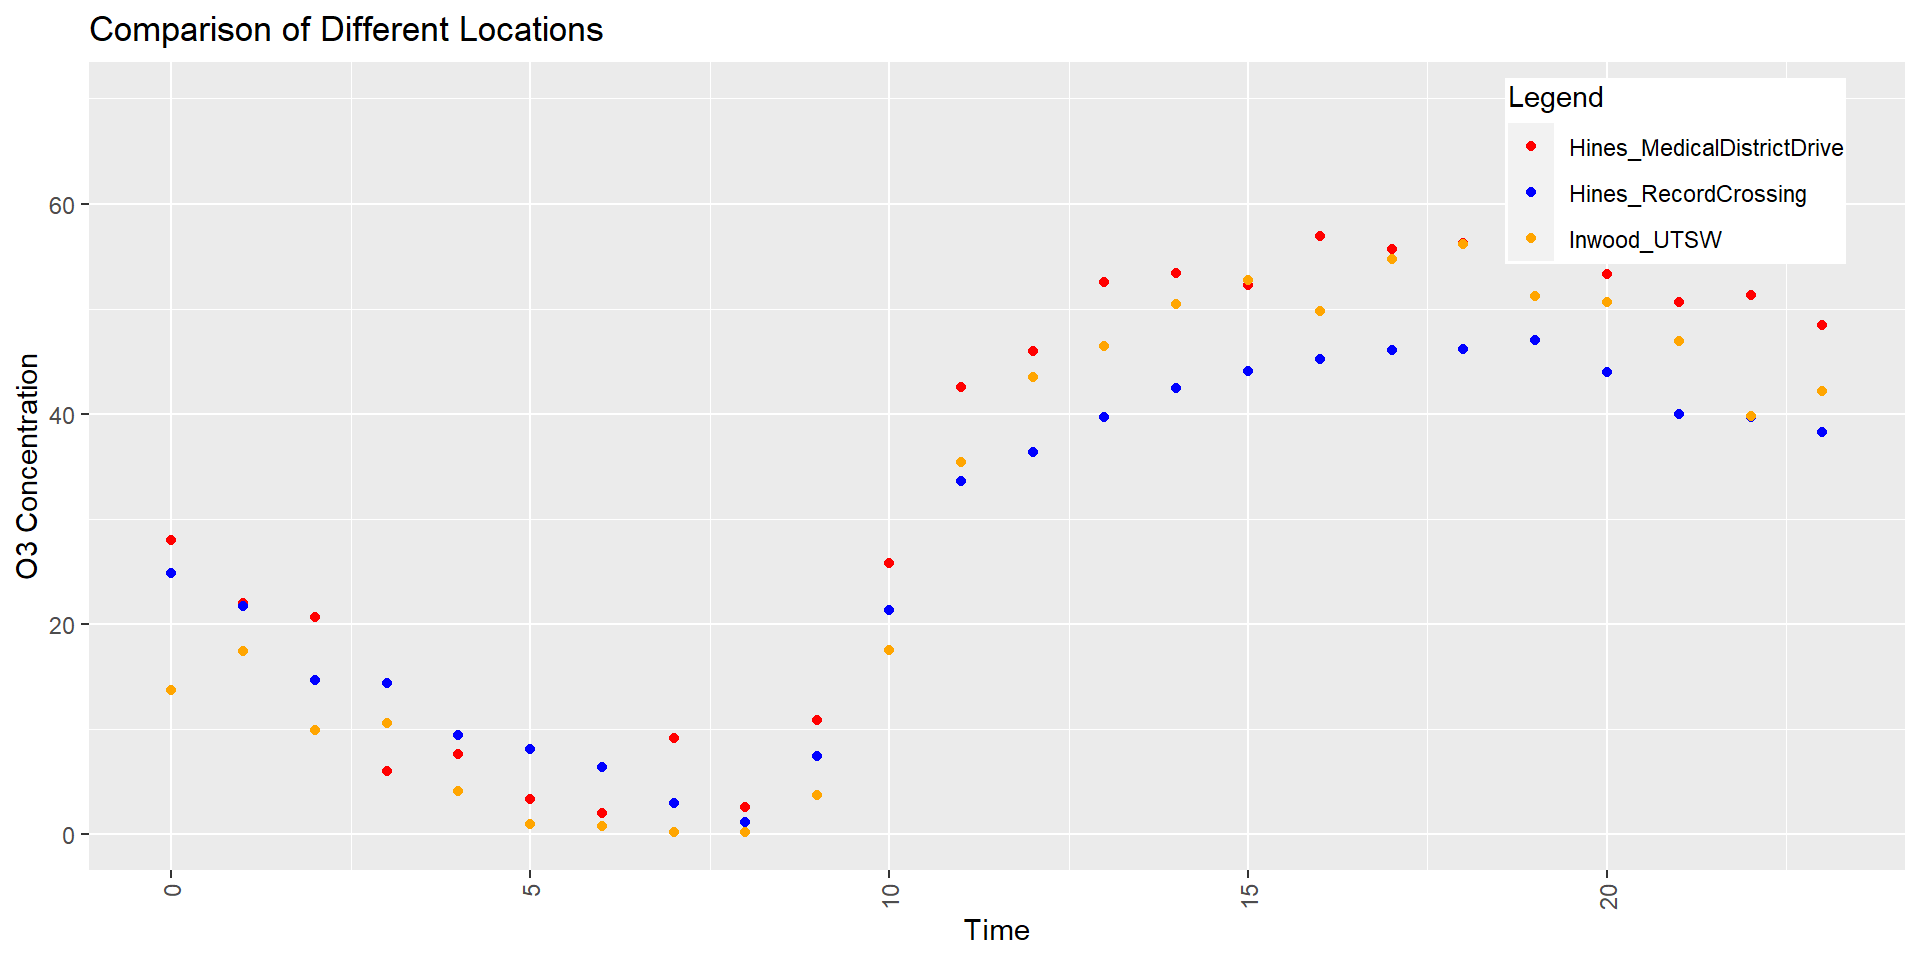 Comparison of Different Locations
Legend
Hines_MedicalDistrictDrive
Hines_RecordCrossing
Inwood_UTSW
O3 Concentration
60
40
20
0
0
5
10
15
20
Time